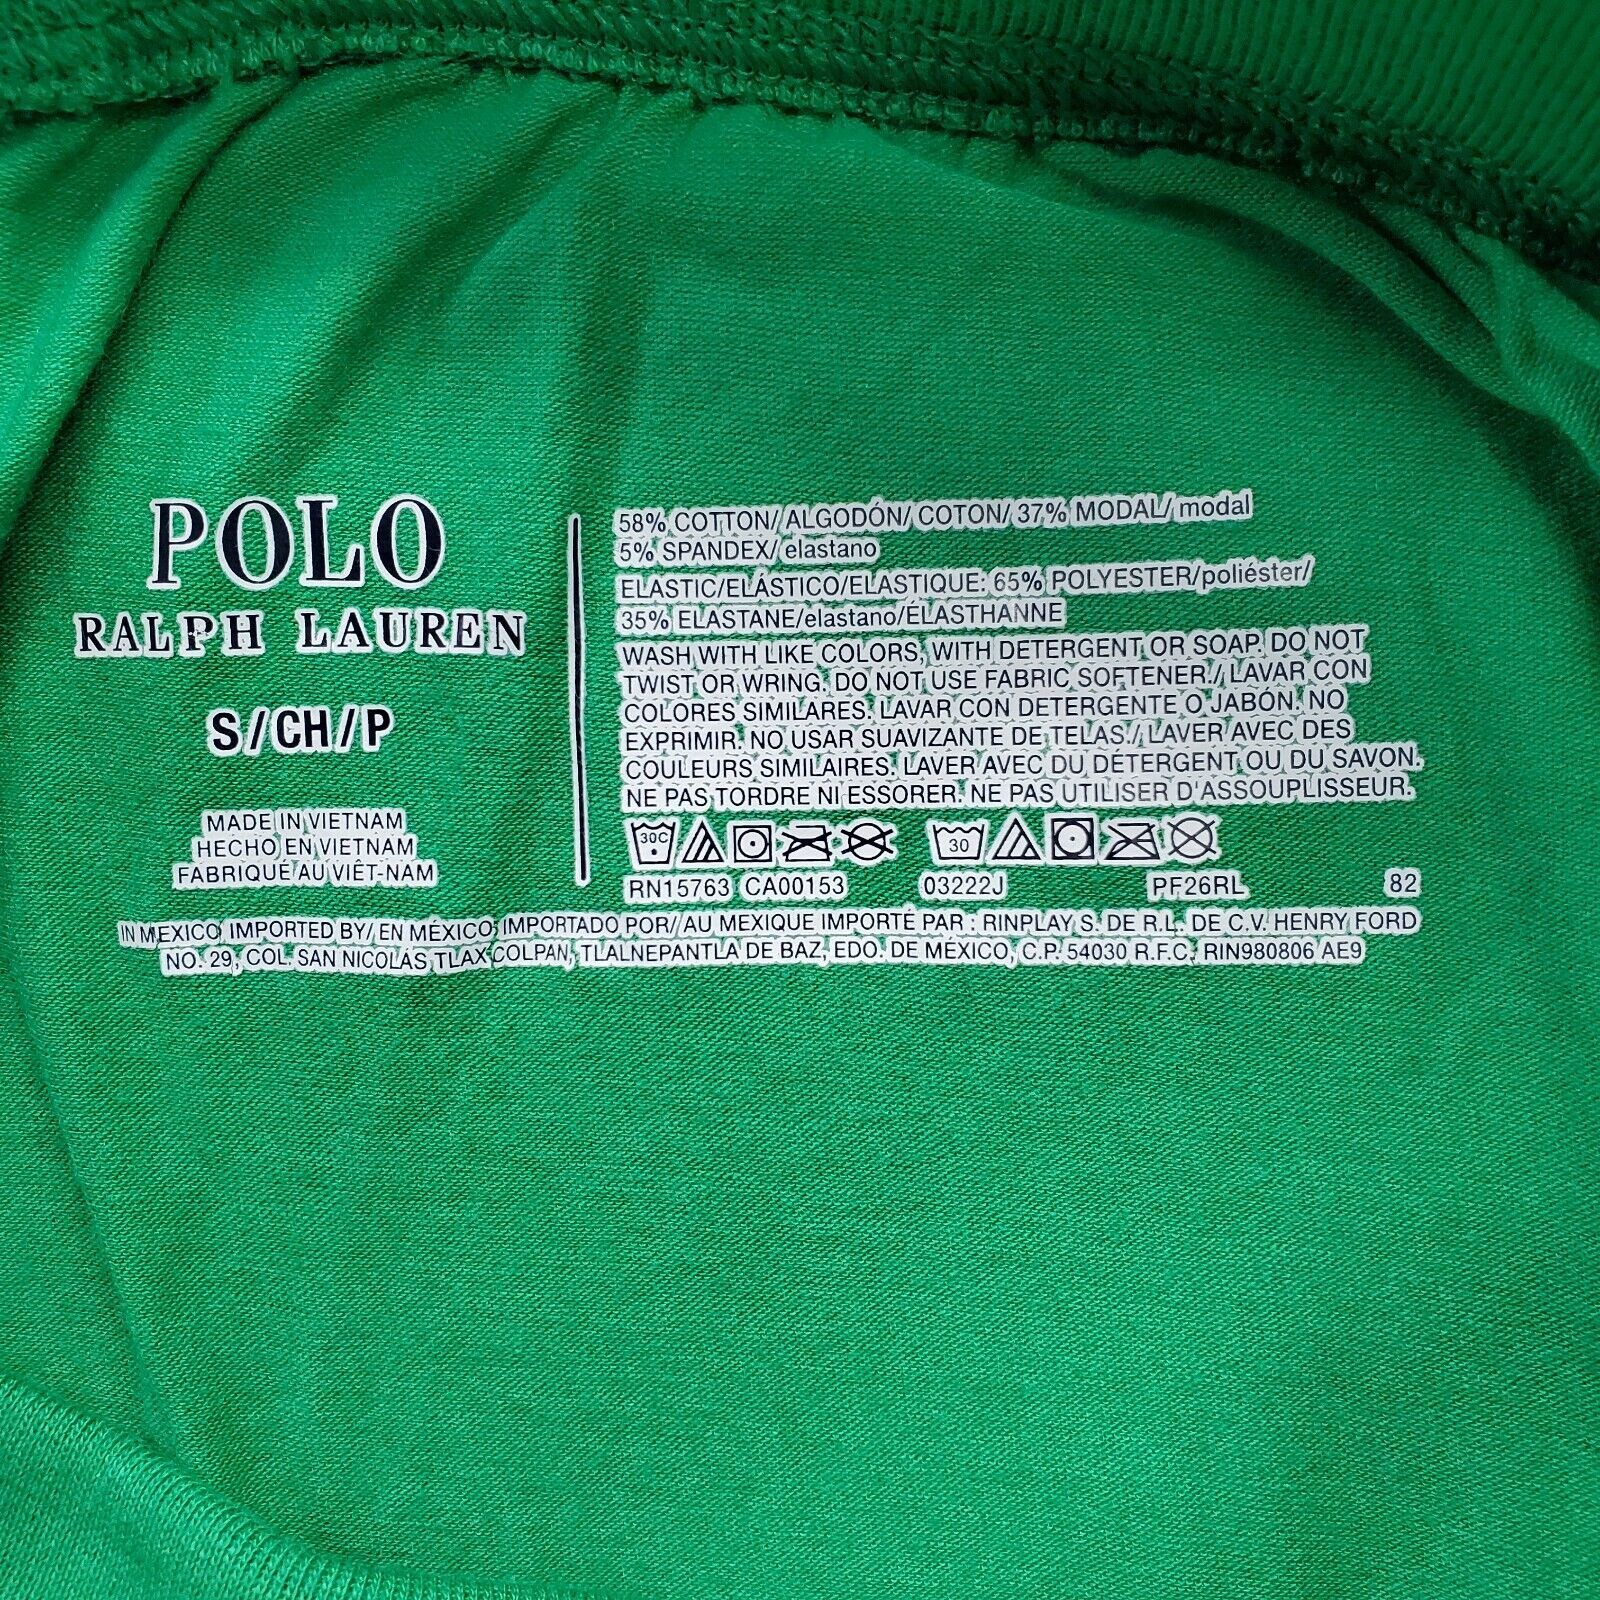 POLO
RALPH LAUREN
S/CH/P
MADE IN VIETNAM
HECHO EN VIETNAM
FABRIQUÉ AU VIÊT-NAM
58% COTTON/ ALGODÓN/ COTON/ 37% MODAL/ modal
5% SPANDEX/ elastano
ELASTIC/ELÁSTICO/ELASTIQUE: 65% POLYESTER/poliéster/
35% ELASTANE/elastano/ÉLASTHANNE
WASH WITH LIKE COLORS, WITH DETERGENT OR SOAP. DO NOT
TWIST OR WRING. DO NOT USE FABRIC SOFTENER./ LAVAR CON
COLORES SIMILARES. LAVAR CON DETERGENTE O JABÓN. NO
EXPRIMIR. NO USAR SUAVIZANTE DE TELAS./ LAVER AVEC DES
COULEURS SIMILAIRES. LAVER AVEC DU DÉTERGENT OU DU SAVON.
NE PAS TORDRE NI ESSORER. NE PAS UTILISER D'ASSOUPLISSEUR.
30C 30
RN15763 CA00153 03222J PF26RL 82
IN MEXICO IMPORTED BY/ EN MÉXICO IMPORTADO POR/ AU MEXIQUE IMPORTÉ PAR : RINPLAY S. DE R.L. DE C.V. HENRY FORD
NO. 29, COL. SAN NICOLÁS TLAXCOLPAN, TLALNEPANTLA DE BAZ, EDO. DE MÉXICO, C.P. 54030 R.F.C. RIN980806 AE9